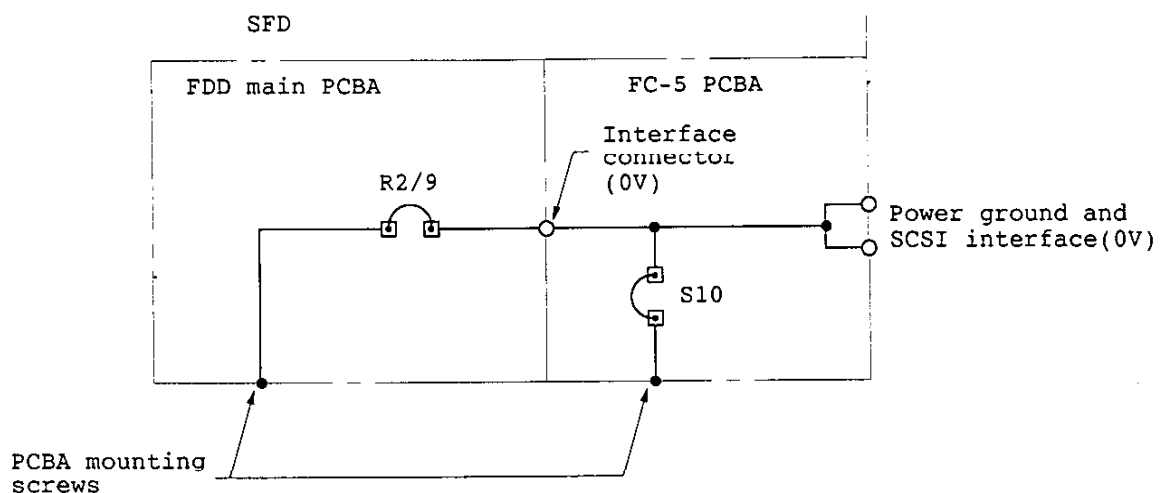 SFD
FDD main PCBA
FC-5 PCBA
Interface
connector
(0V)
R2/9
Power ground and
SCSI interface(0V)
S10
PCBA mounting
screws